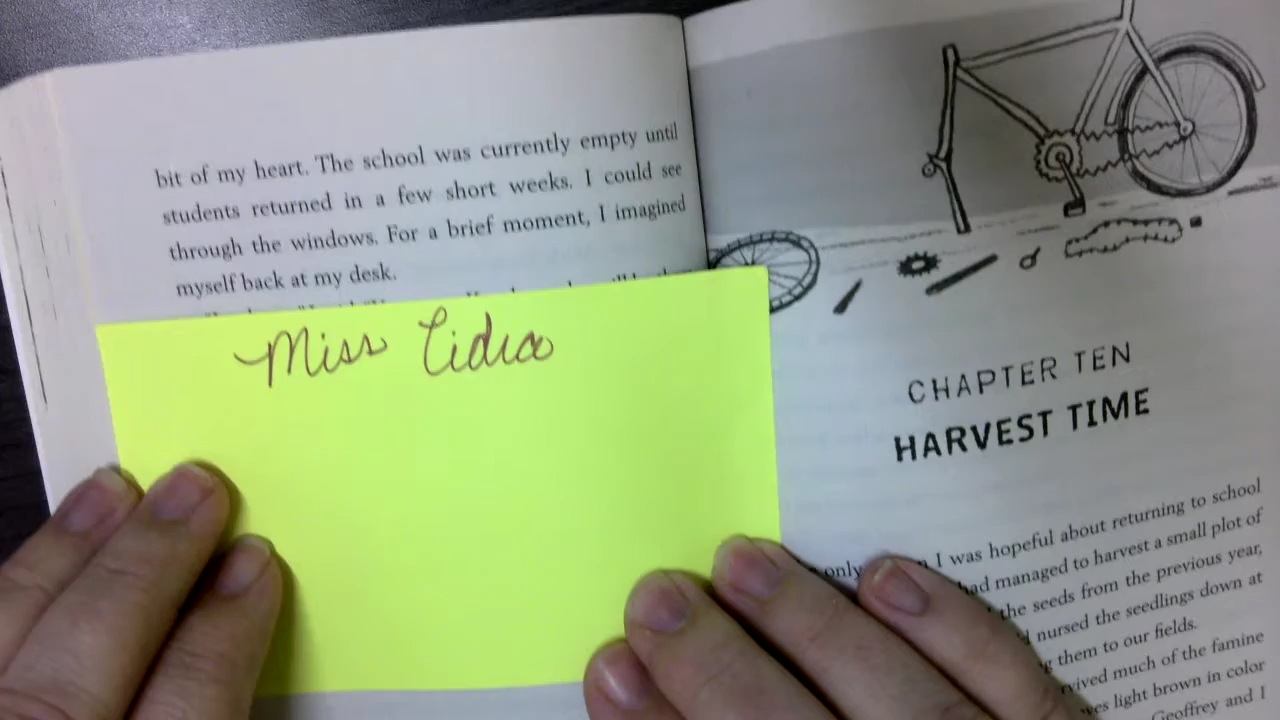 bit of my heart. The school was currently empty until
students returned in a few short weeks. I could see
through the windows. For a brief moment, I imagined
myself back at my desk.
Miss Tidia
CHAPTER TEN
HARVEST TIME
only I was hopeful about returning to school
had managed to harvest a small plot of
the seeds from the previous year,
nursed the seedlings down at
them to our fields.
much of the famine
light brown in color
Geoffrey and I